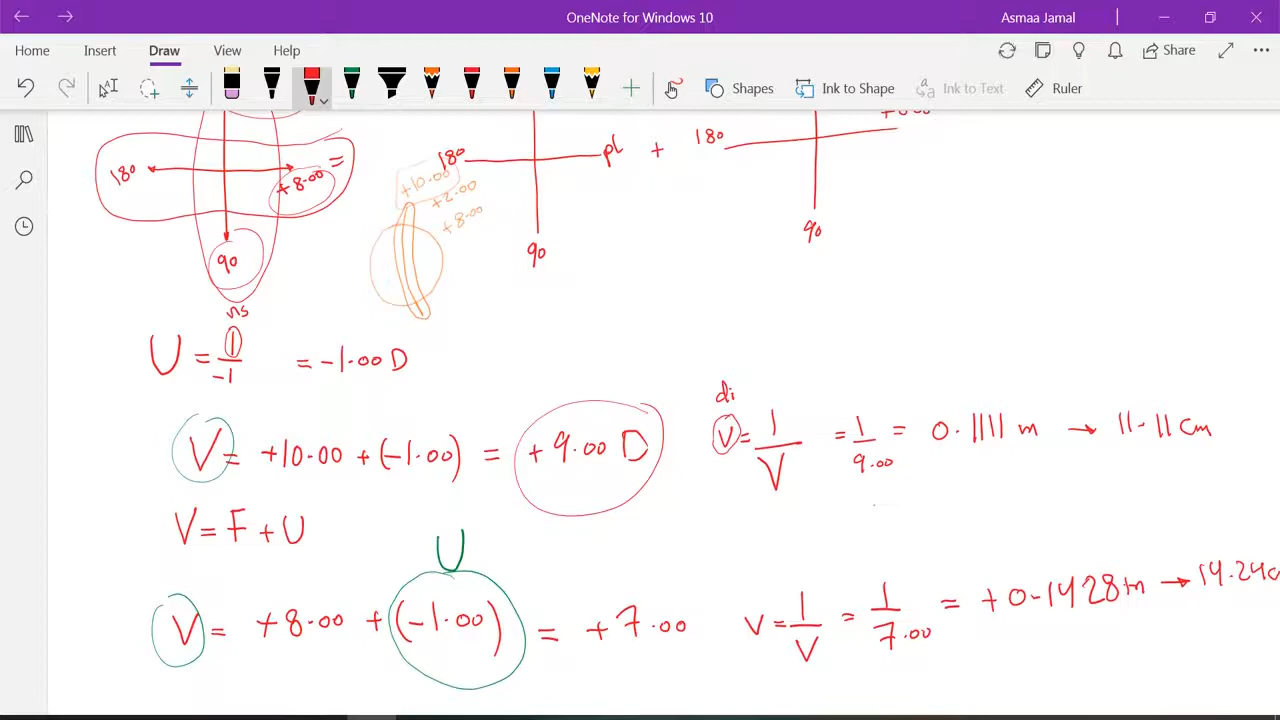 OneNote for Windows 10
Asmaa Jamal
Home Insert Draw View Help
Share
Shapes Ink to Shape Ink to Text Ruler
180 +8.00 =
90
180 pl + 180
+10.00
+2.00
+8.00
90
90
U = 1/-1 = -1.00 D
V = +10.00 + (-1.00) = +9.00 D
di
v = 1/V = 1/9.00 = 0.1111 m → 11.11 cm
V = F + U
U
V = +8.00 + (-1.00) = +7.00
v = 1/V = 1/7.00 = +0.1428 m → 14.24c